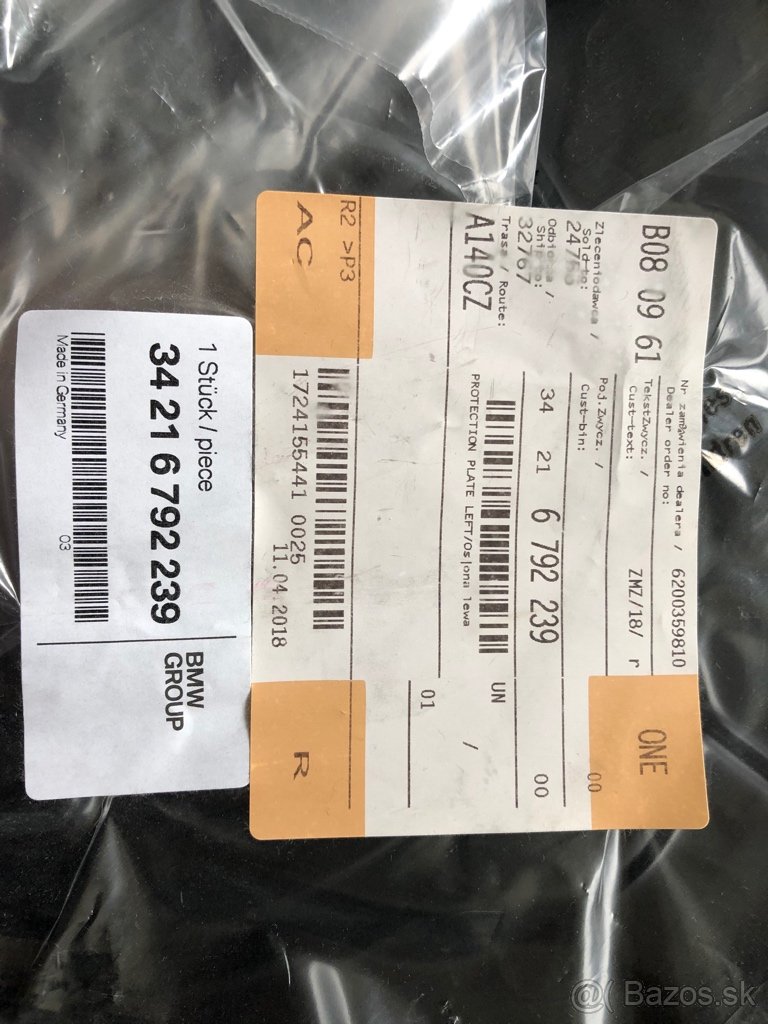 B08 09 61
Nr zamówienia dealera /
Dealer order no:
6200359810
ONE
TekstZwycz. /
Cust-text:
ZMZ/18/ r
Zleceniodawca /
Sold-to:
Poj.Zwycz. /
Cust-bin:
00
Odbiorca /
Ship-to:
32767
34 21 6 792 239
00
Trasa / Route:
A140CZ
UN /
PROTECTION PLATE LEFT/Osłona lewa
01
R2 >P3
AC
1724155441 0025
11.04.2018
R
1 Stück / piece
34 21 6 792 239
Made in Germany
03
BMW
GROUP
Bazos.sk